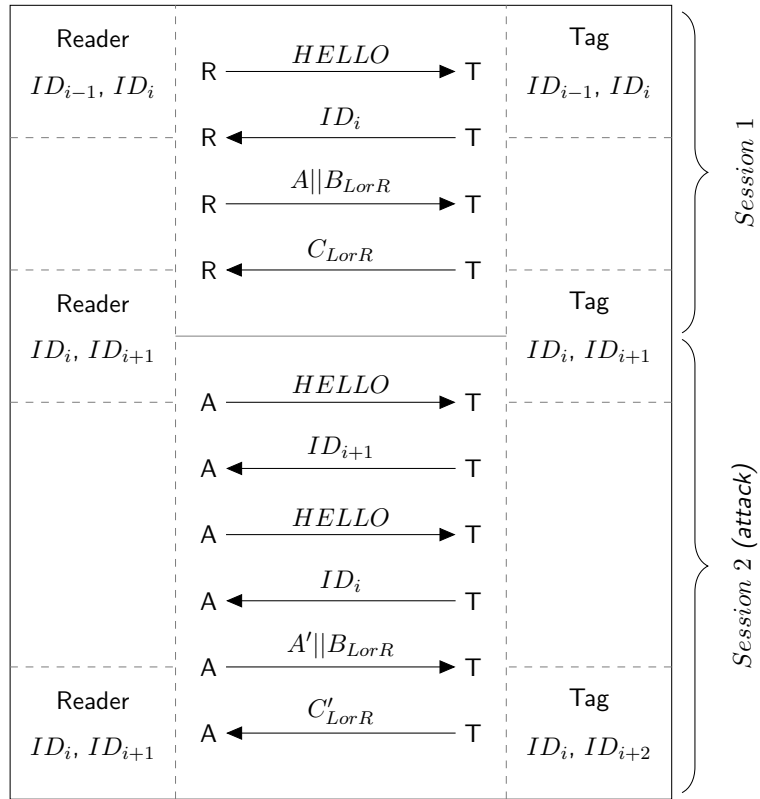 Reader
ID_{i-1}, ID_i
R HELLO T
Tag
ID_{i-1}, ID_i
R ID_i T
R A||B_{LorR} T
R C_{LorR} T
Session 1
Reader
ID_i, ID_{i+1}
Tag
ID_i, ID_{i+1}
A HELLO T
A ID_{i+1} T
A HELLO T
A ID_i T
A A'||B_{LorR} T
A C'_{LorR} T
Session 2 (attack)
Reader
ID_i, ID_{i+1}
Tag
ID_i, ID_{i+2}